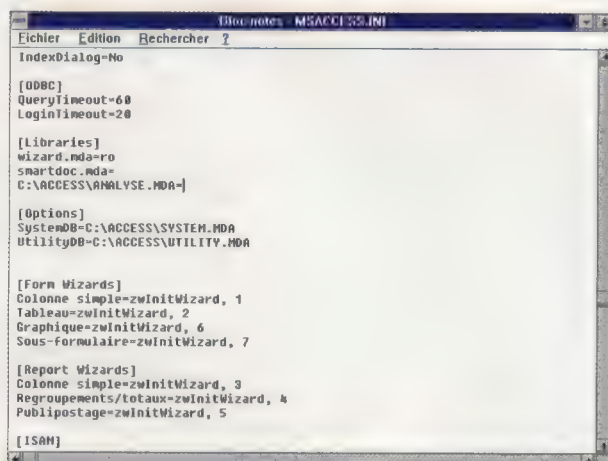 Bloc-notes - MSACCESS.INI
Fichier Edition Rechercher ?
IndexDialog=No
[ODBC]
QueryTimeout=60
LoginTimeout=20
[Libraries]
wizard.mda=ro
smartdoc.mda=
C:\ACCESS\ANALYSE.MDA=
[Options]
SystemDB=C:\ACCESS\SYSTEM.MDA
UtilityDB=C:\ACCESS\UTILITY.MDA
[Form Wizards]
Colonne simple=zwInitWizard, 1
Tableau=zwInitWizard, 2
Graphique=zwInitWizard, 6
Sous-formulaire=zwInitWizard, 7
[Report Wizards]
Colonne simple=zwInitWizard, 3
Regroupements/totaux=zwInitWizard, 4
Publipostage=zwInitWizard, 5
[ISAM]